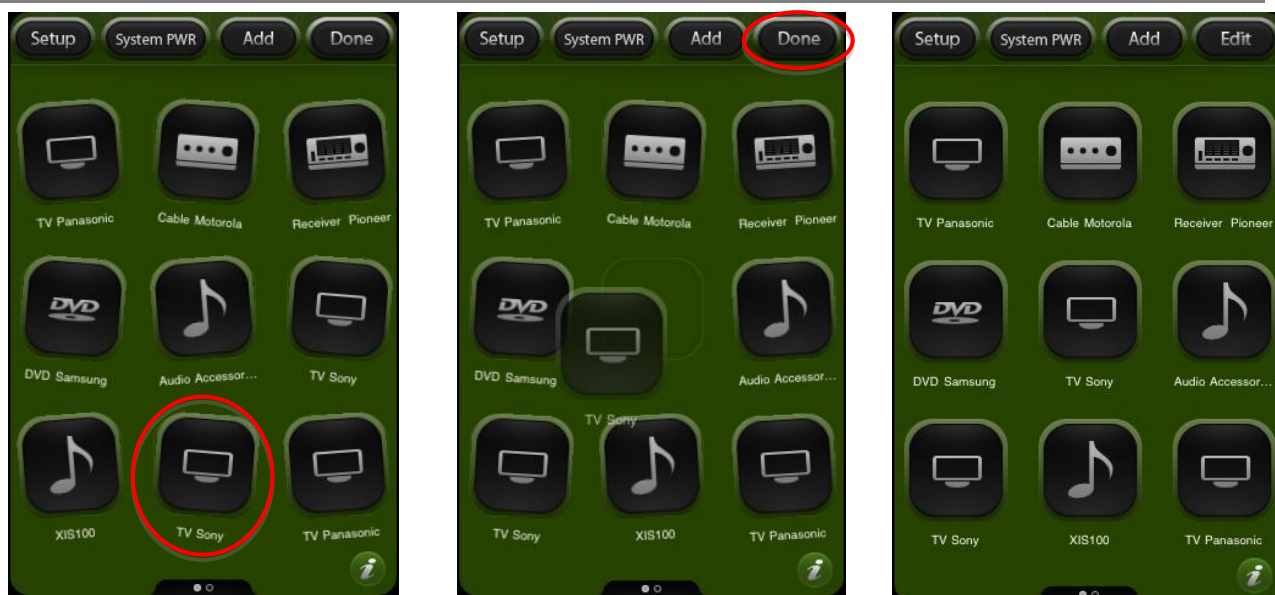 Setup System PWR Add Done
TV Panasonic Cable Motorola Receiver Pioneer
DVD
DVD Samsung Audio Accessor... TV Sony
XIS100 TV Sony TV Panasonic
i
Setup System PWR Add Done
TV Panasonic Cable Motorola Receiver Pioneer
DVD
DVD Samsung Audio Accessor...
TV Sony
TV Sony XIS100 TV Panasonic
i
Setup System PWR Add Edit
TV Panasonic Cable Motorola Receiver Pioneer
DVD
DVD Samsung TV Sony Audio Accessor...
TV Sony XIS100 TV Panasonic
i